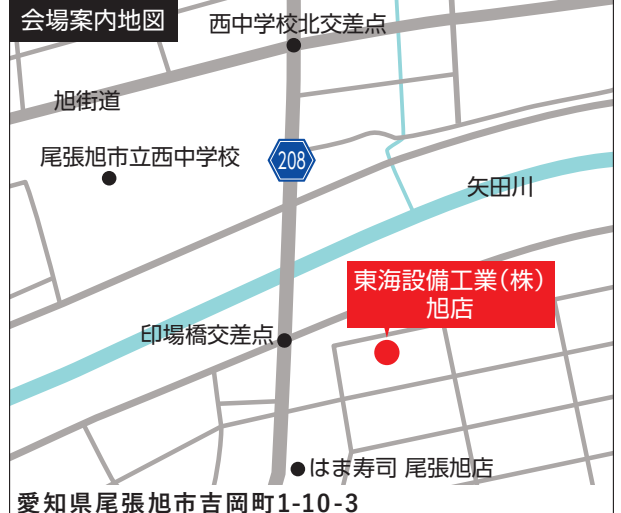 会場案内地図
西中学校北交差点
旭街道
尾張旭市立西中学校
208
矢田川
東海設備工業(株)
旭店
印場橋交差点
はま寿司 尾張旭店
愛知県尾張旭市吉岡町1-10-3